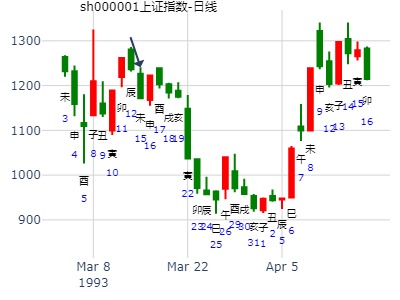 sh000001上证指数-日线
1300
1200
1100
1000
900
未
3
申
4
酉
5
子
8
丑
9
寅
10
卯
11
辰
12
未
15
申
16
酉
17
戌
18
亥
19
寅
22
卯
23
辰
24
巳
25
午
26
酉
29
戌
30
亥
31
子
1
丑
2
辰
5
巳
6
午
7
未
8
申
9
亥
12
子
13
丑
14
寅
15
卯
16
Mar 8
1993
Mar 22
Apr 5